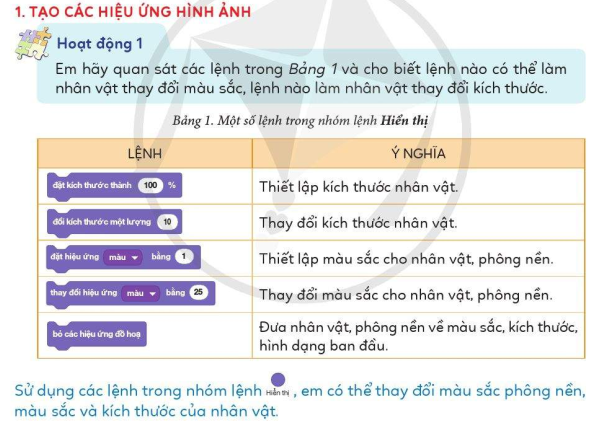 1. TẠO CÁC HIỆU ỨNG HÌNH ẢNH
Hoạt động 1
Em hãy quan sát các lệnh trong Bảng 1 và cho biết lệnh nào có thể làm
nhân vật thay đổi màu sắc, lệnh nào làm nhân vật thay đổi kích thước.
Bảng 1. Một số lệnh trong nhóm lệnh Hiển thị
LỆNH Ý NGHĨA
đặt kích thước thành 100 % Thiết lập kích thước nhân vật.
đổi kích thước một lượng 10 Thay đổi kích thước nhân vật.
đặt hiệu ứng màu bằng 1 Thiết lập màu sắc cho nhân vật, phông nền.
thay đổi hiệu ứng màu bằng 25 Thay đổi màu sắc cho nhân vật, phông nền.
bỏ các hiệu ứng đồ hoạ Đưa nhân vật, phông nền về màu sắc, kích thước,
hình dạng ban đầu.
Sử dụng các lệnh trong nhóm lệnh Hiển thị , em có thể thay đổi màu sắc phông nền,
màu sắc và kích thước của nhân vật.